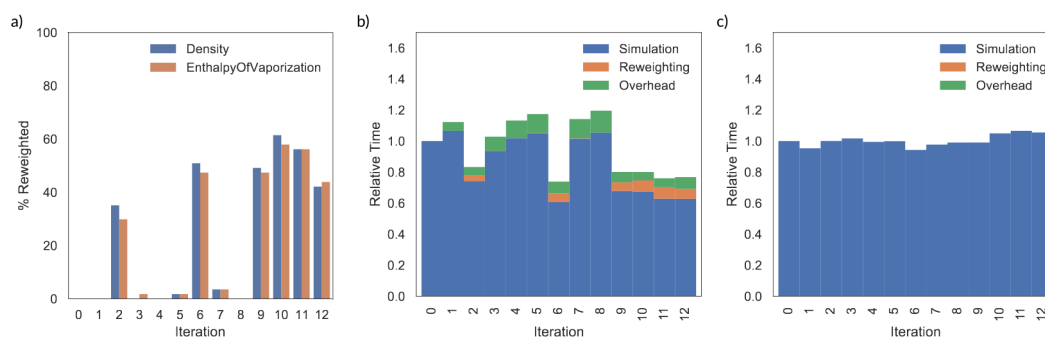 a)
100
80
60
40
20
0
% Reweighted
Density
EnthalpyOfVaporization
0 1 2 3 4 5 6 7 8 9 10 11 12
Iteration
b)
1.6
1.4
1.2
1.0
0.8
0.6
0.4
0.2
0.0
Relative Time
Simulation
Reweighting
Overhead
0 1 2 3 4 5 6 7 8 9 10 11 12
Iteration
c)
1.6
1.4
1.2
1.0
0.8
0.6
0.4
0.2
0.0
Relative Time
Simulation
Reweighting
Overhead
0 1 2 3 4 5 6 7 8 9 10 11 12
Iteration